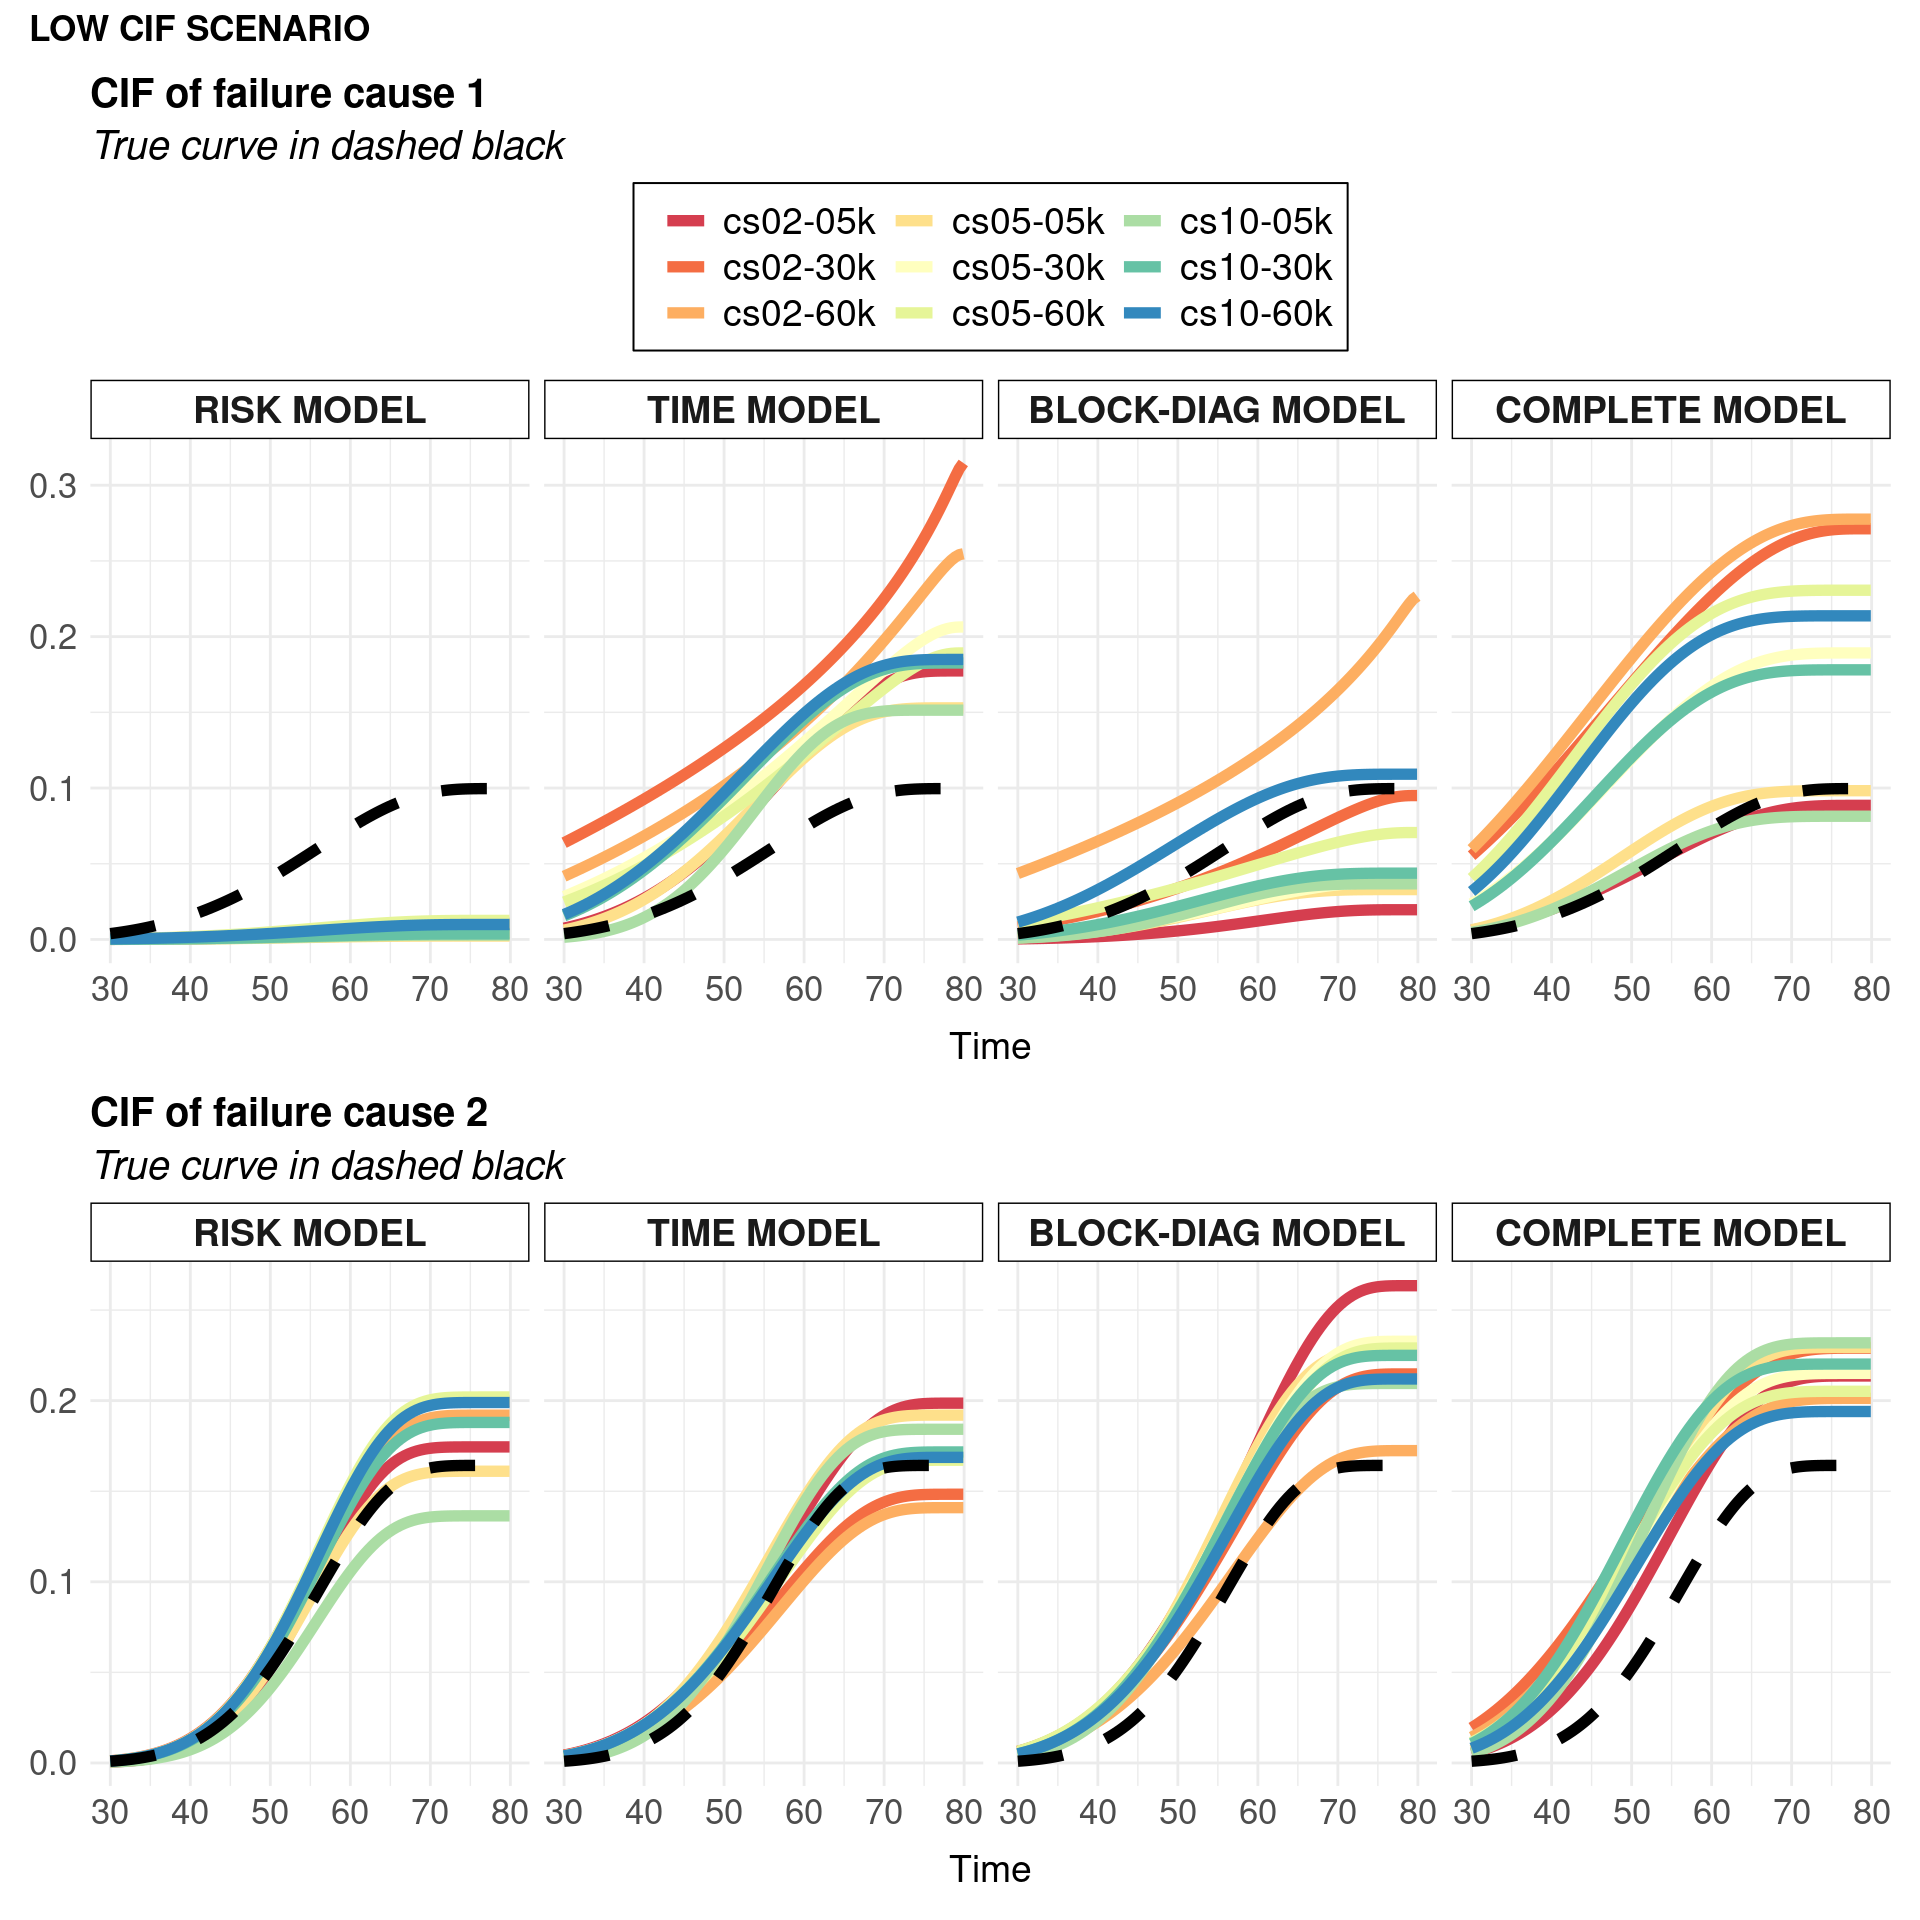 LOW CIF SCENARIO
CIF of failure cause 1
True curve in dashed black
cs02-05k cs05-05k cs10-05k
cs02-30k cs05-30k cs10-30k
cs02-60k cs05-60k cs10-60k
RISK MODEL TIME MODEL BLOCK-DIAG MODEL COMPLETE MODEL
0.3
0.2
0.1
0.0
30 40 50 60 70 80 30 40 50 60 70 80 30 40 50 60 70 80 30 40 50 60 70 80
Time
CIF of failure cause 2
True curve in dashed black
RISK MODEL TIME MODEL BLOCK-DIAG MODEL COMPLETE MODEL
0.2
0.1
0.0
30 40 50 60 70 80 30 40 50 60 70 80 30 40 50 60 70 80 30 40 50 60 70 80
Time